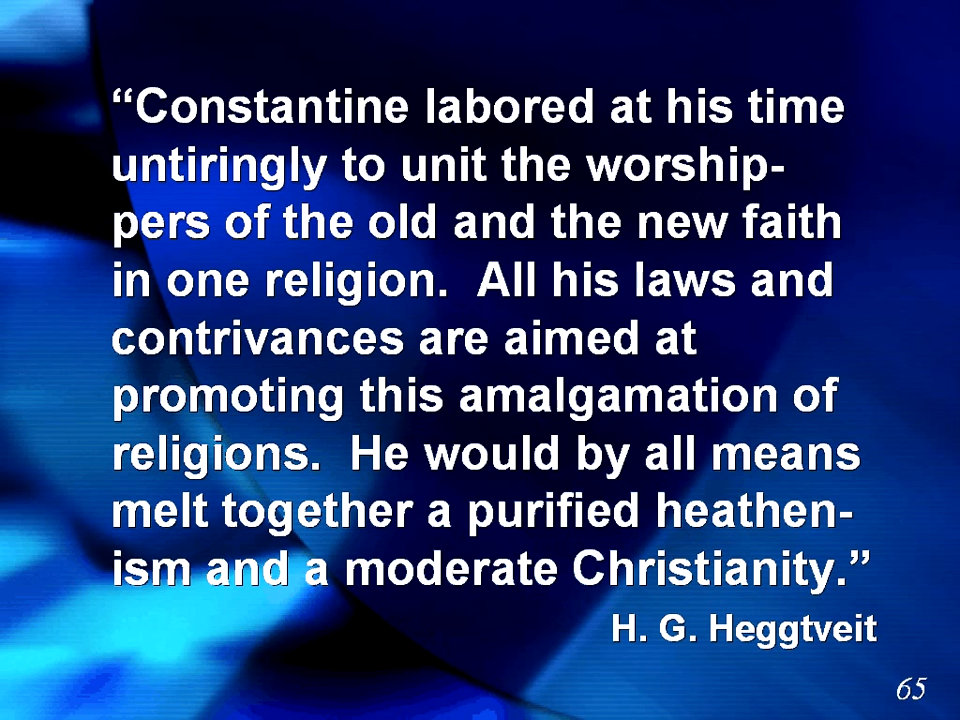 “Constantine labored at his time
untiringly to unit the worship-
pers of the old and the new faith
in one religion.  All his laws and
contrivances are aimed at
promoting this amalgamation of
religions.  He would by all means
melt together a purified heathen-
ism and a moderate Christianity.”
H. G. Heggtveit
65